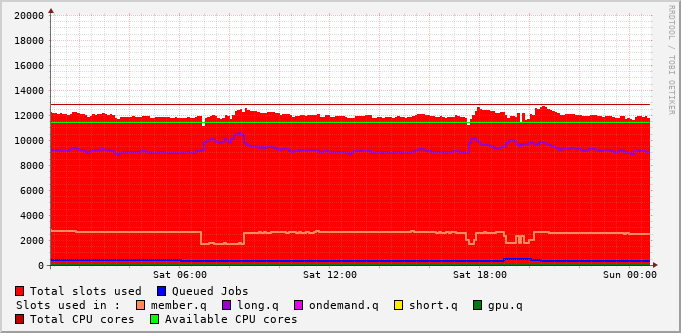 20000
18000
16000
14000
12000
10000
8000
6000
4000
2000
0
Sat 06:00 Sat 12:00 Sat 18:00 Sun 00:00
RRDTOOL / TOBI OETIKER
Total slots used Queued Jobs
Slots used in : member.q long.q ondemand.q short.q gpu.q
Total CPU cores Available CPU cores